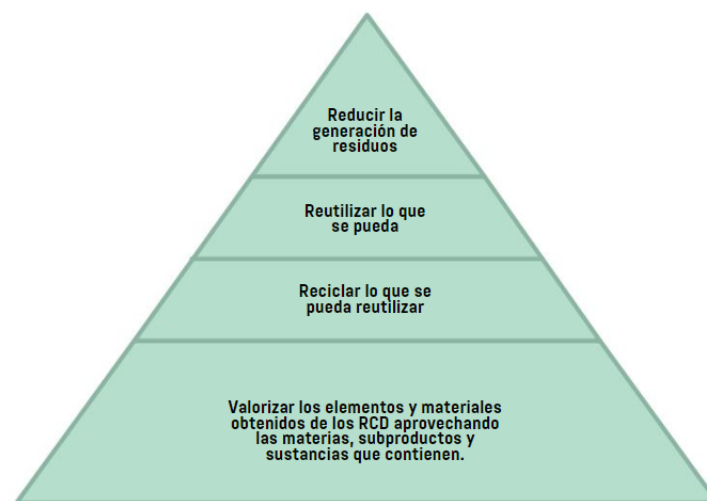 Reducir la
generación de
residuos
Reutilizar lo que
se pueda
Reciclar lo que se
pueda reutilizar
Valorizar los elementos y materiales
obtenidos de los RCD aprovechando
las materias, subproductos y
sustancias que contienen.